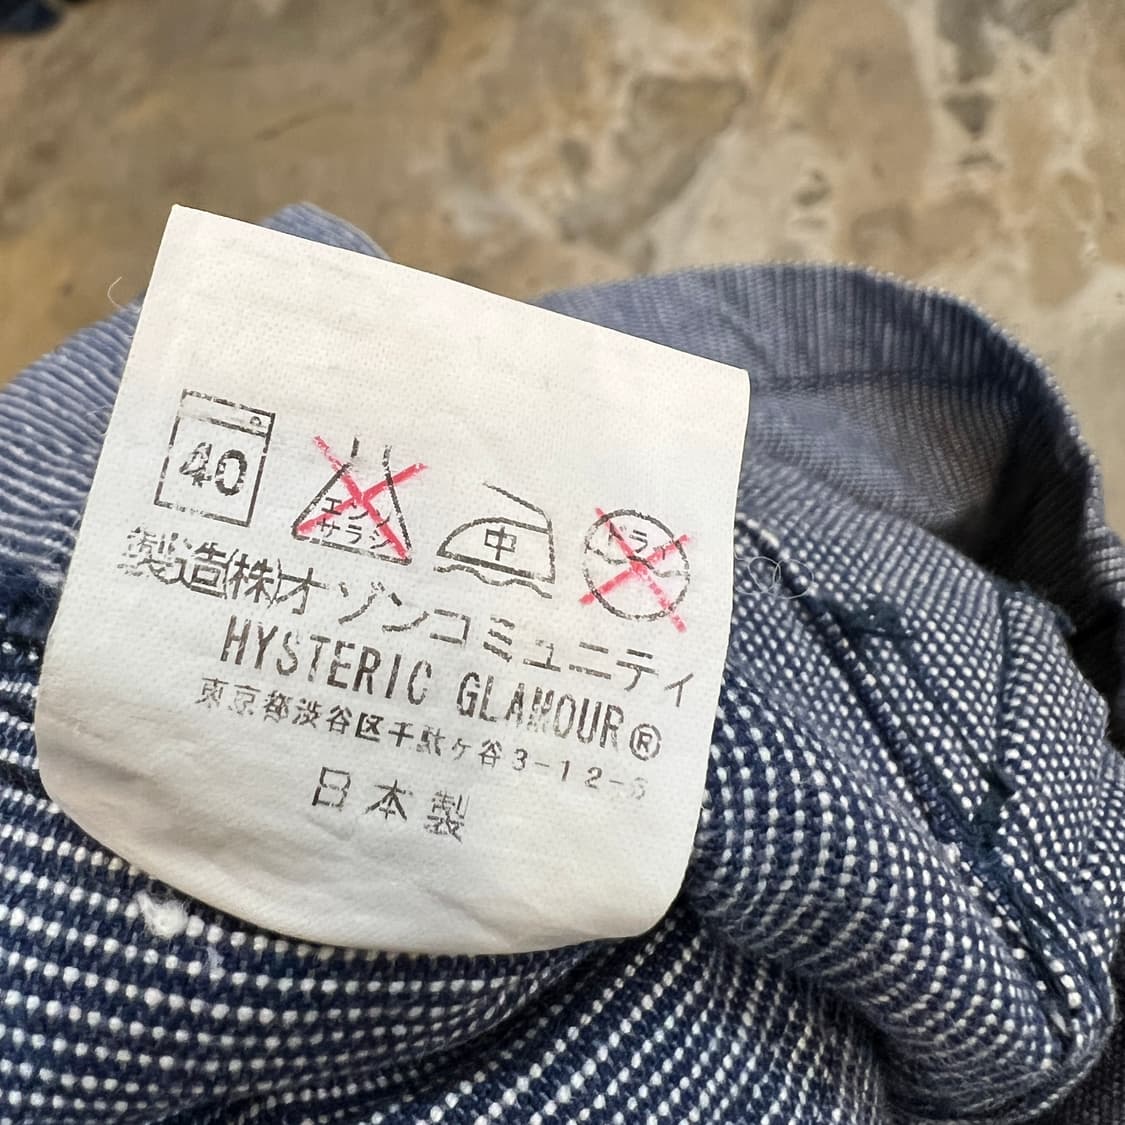 40
エンソ
サラシ
中
ドライ
製造(株)オゾンコミュニティ
HYSTERIC GLAMOUR®
東京都渋谷区千駄ヶ谷3-12-8
日本製